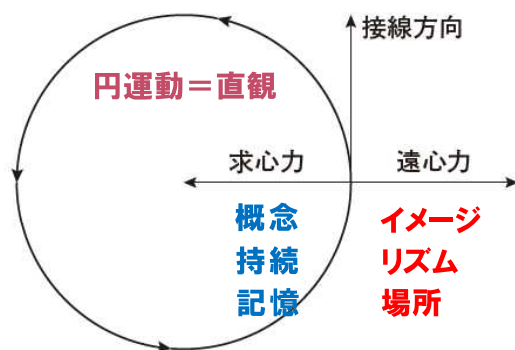 接線方向
円運動＝直観
求心力
遠心力
概念
持続
記憶
イメージ
リズム
場所